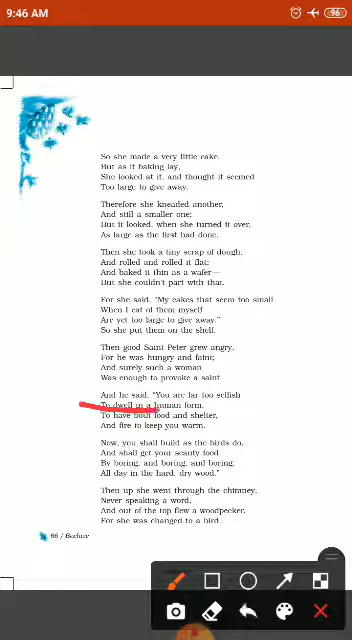 9:46 AM
96
So she made a very little cake.
But as it baking lay,
She looked at it, and thought it seemed
Too large to give away.
Therefore she kneaded another,
And still a smaller one;
But it looked, when she turned it over,
As large as the first had done.
Then she took a tiny scrap of dough,
And rolled and rolled it flat;
And baked it thin as a wafer—
But she couldn't part with that.
For she said, "My cakes that seem too small
When I eat of them myself
Are yet too large to give away."
So she put them on the shelf.
Then good Saint Peter grew angry,
For he was hungry and faint;
And surely such a woman
Was enough to provoke a saint.
And he said, "You are far too selfish
To dwell in a human form,
To have both food and shelter,
And fire to keep you warm.
Now, you shall build as the birds do,
And shall get your scanty food
By boring, and boring, and boring,
All day in the hard, dry wood."
Then up she went through the chimney,
Never speaking a word,
And out of the top flew a woodpecker,
For she was changed to a bird.
66 / Beehive